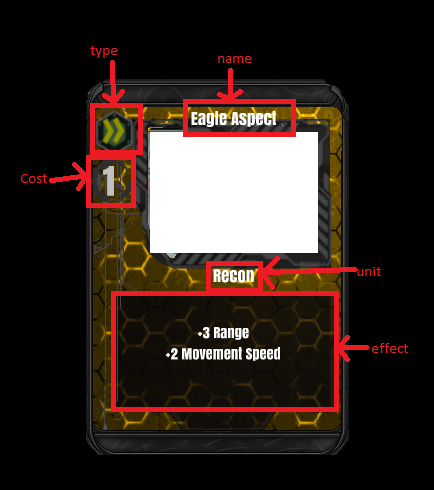 type
name
Eagle Aspect
Cost
1
Recon
unit
+3 Range
+2 Movement Speed
effect